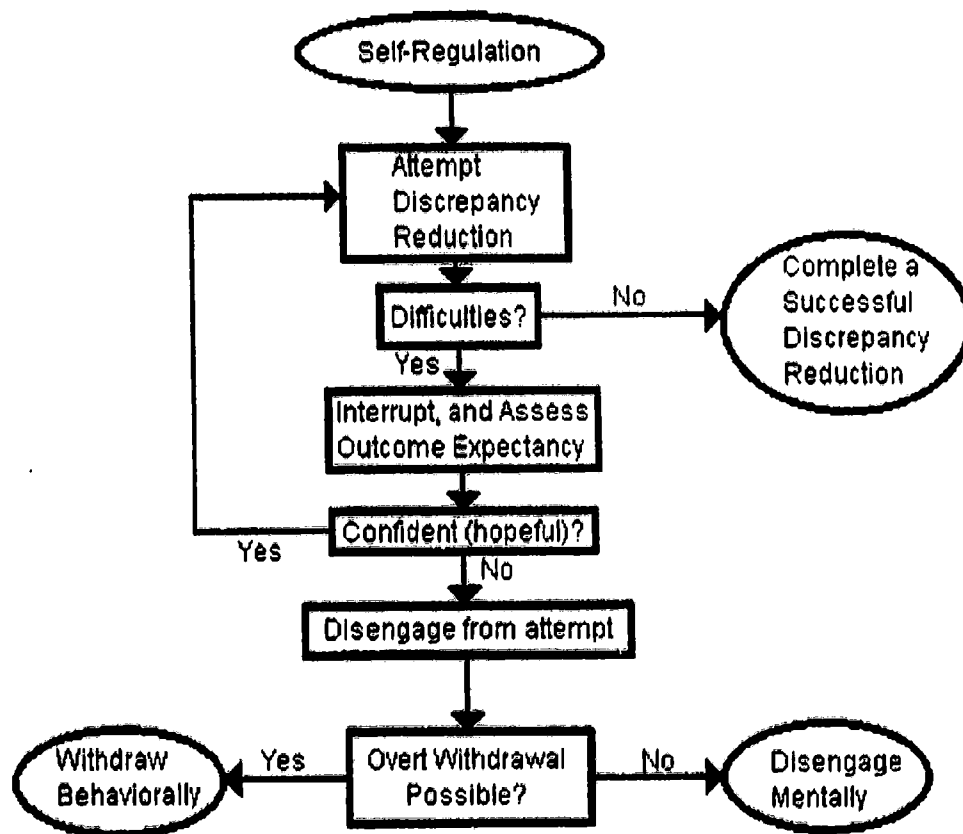 Self-Regulation
Attempt
Discrepancy
Reduction
Difficulties?
No
Complete a
Successful
Discrepancy
Reduction
Yes
Interrupt, and Assess
Outcome Expectancy
Confident (hopeful)?
Yes
No
Disengage from attempt
Withdraw
Behaviorally
Yes
Overt Withdrawal
Possible?
No
Disengage
Mentally